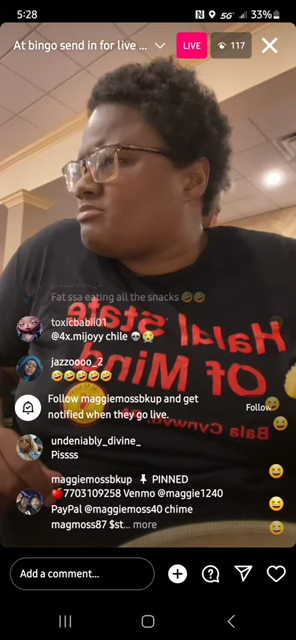 5:28
5G
33%
At bingo send in for live ...
LIVE
117
Fat ssa eating all the snacks 🤣🤣
Halal State
Of Mind
Bala Cynwyd,
toxicbabii01
@4x.mijoyy chile 💀😭
jazzoooo_2
🤣🤣🤣🤣🤣
Follow maggiemossbkup and get
notified when they go live.
Follow
undeniably_divine_
Pissss
maggiemossbkup 📌 PINNED
🍎7703109258 Venmo @maggie1240
PayPal @maggiemoss40 chime
magmoss87 $st... more
Add a comment...